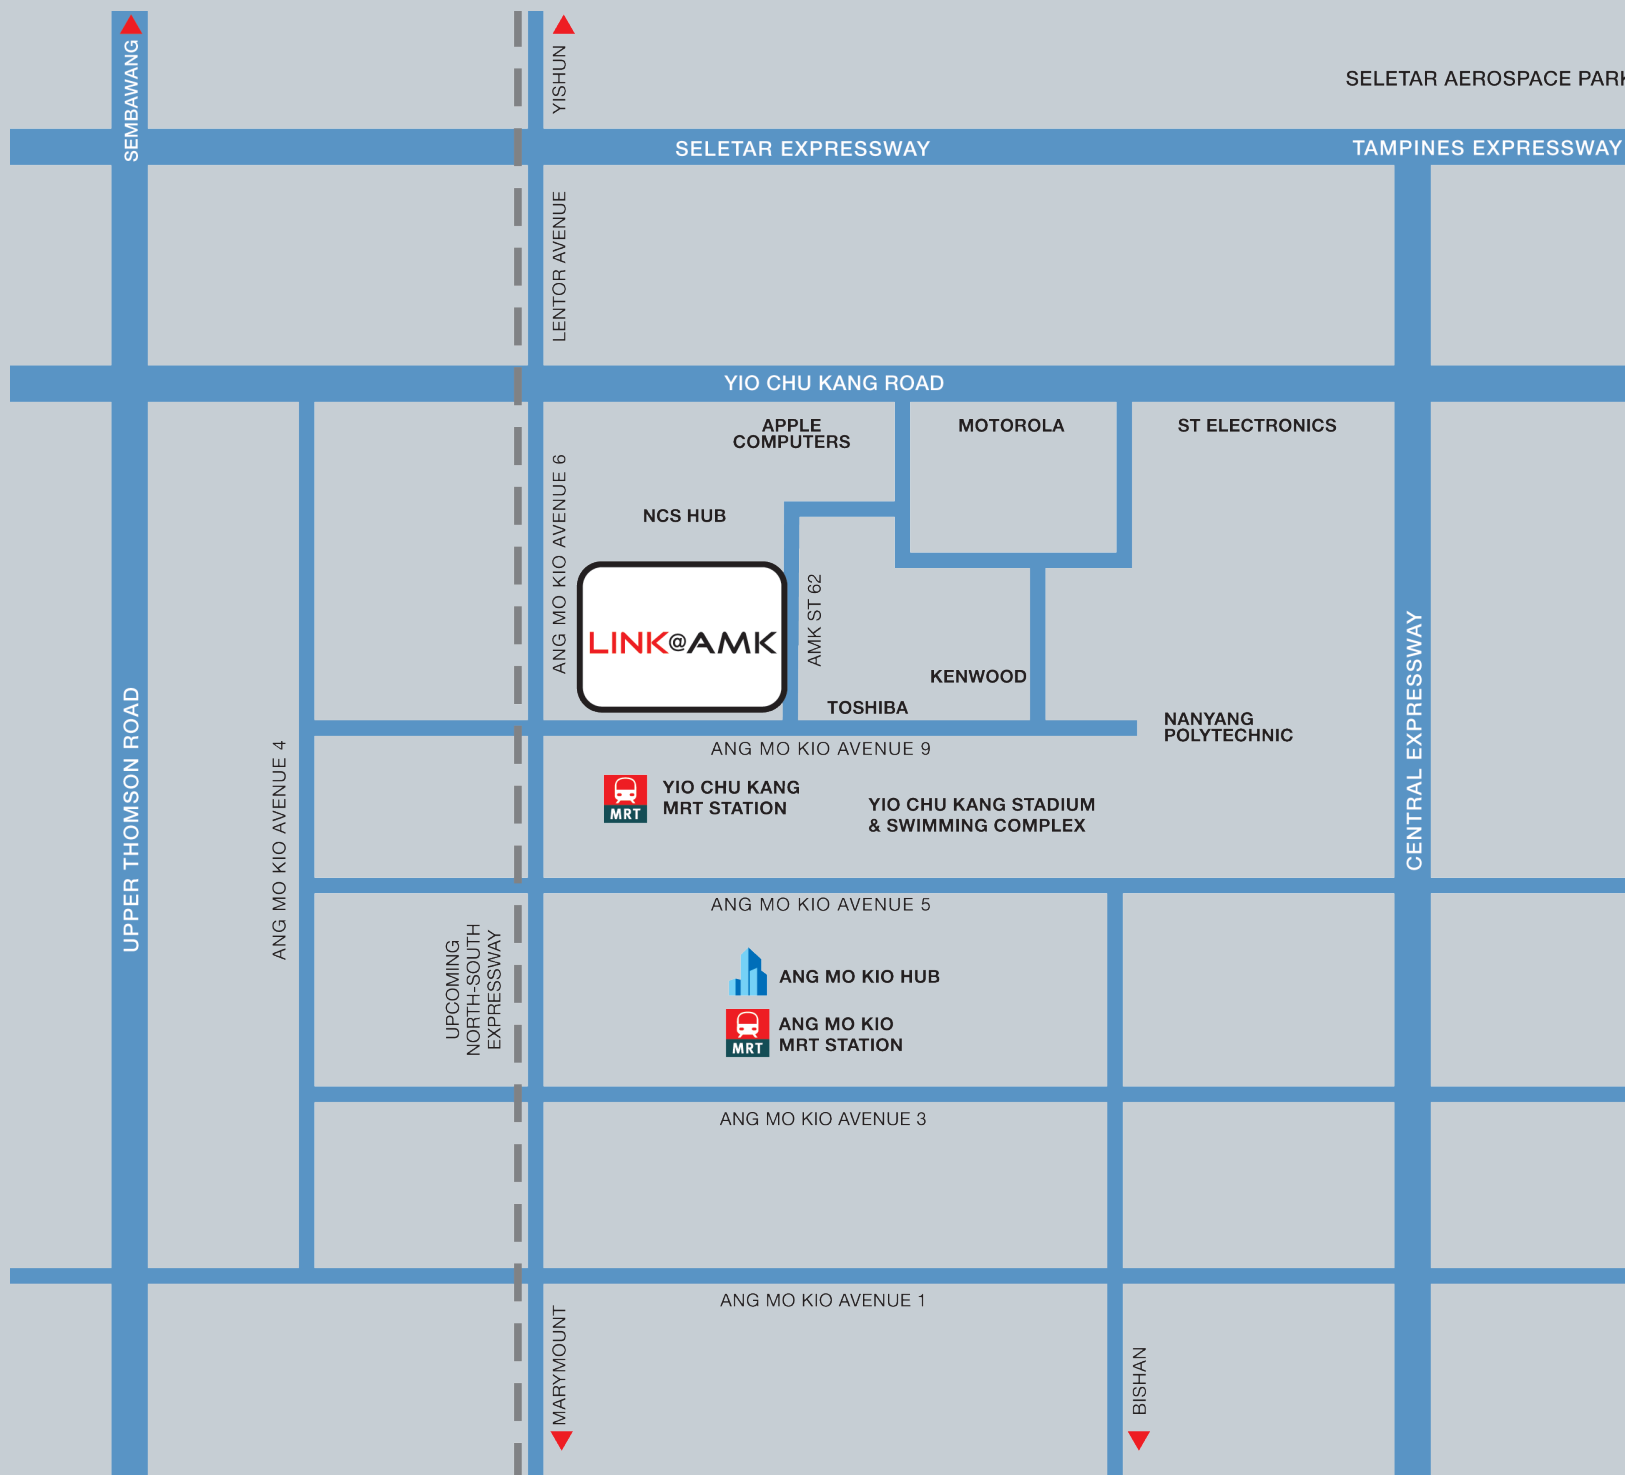 SEMBAWANG
YISHUN
SELETAR AEROSPACE PARK
SELETAR EXPRESSWAY
TAMPINES EXPRESSWAY
LENTOR AVENUE
YIO CHU KANG ROAD
APPLE
COMPUTERS
MOTOROLA
ST ELECTRONICS
ANG MO KIO AVENUE 6
NCS HUB
LINK@AMK
AMK ST 62
KENWOOD
TOSHIBA
NANYANG
POLYTECHNIC
CENTRAL EXPRESSWAY
UPPER THOMSON ROAD
ANG MO KIO AVENUE 4
ANG MO KIO AVENUE 9
MRT
YIO CHU KANG
MRT STATION
YIO CHU KANG STADIUM
& SWIMMING COMPLEX
ANG MO KIO AVENUE 5
UPCOMING
NORTH-SOUTH
EXPRESSWAY
ANG MO KIO HUB
MRT
ANG MO KIO
MRT STATION
ANG MO KIO AVENUE 3
ANG MO KIO AVENUE 1
MARYMOUNT
BISHAN